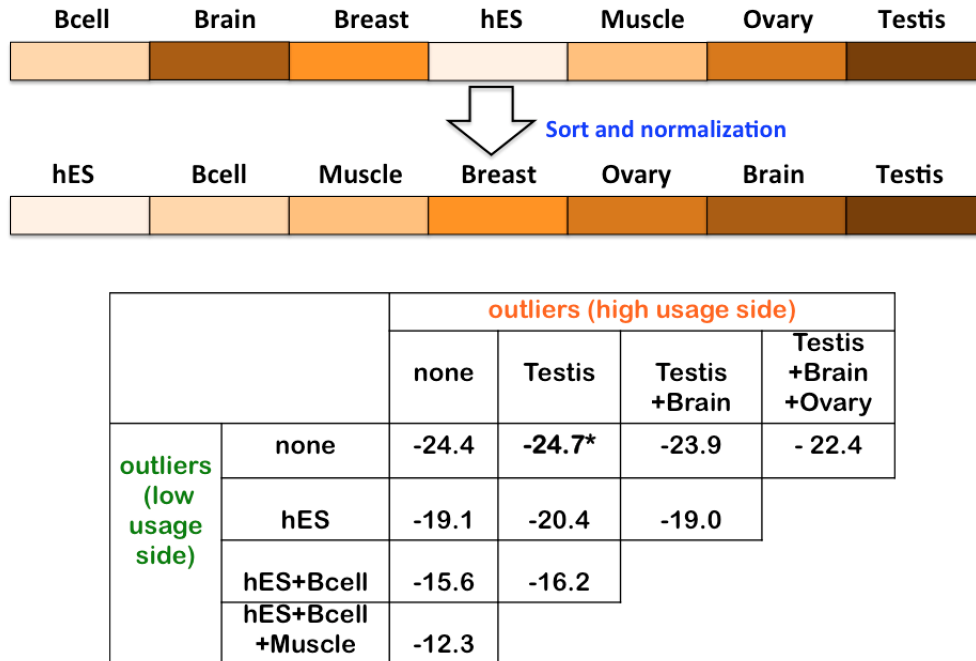 Bcell Brain Breast hES Muscle Ovary Testis
Sort and normalization
hES Bcell Muscle Breast Ovary Brain Testis
outliers (high usage side)
none Testis Testis +Brain Testis +Brain +Ovary
outliers (low usage side)
none -24.4 -24.7* -23.9 - 22.4
hES -19.1 -20.4 -19.0
hES+Bcell -15.6 -16.2
hES+Bcell +Muscle -12.3